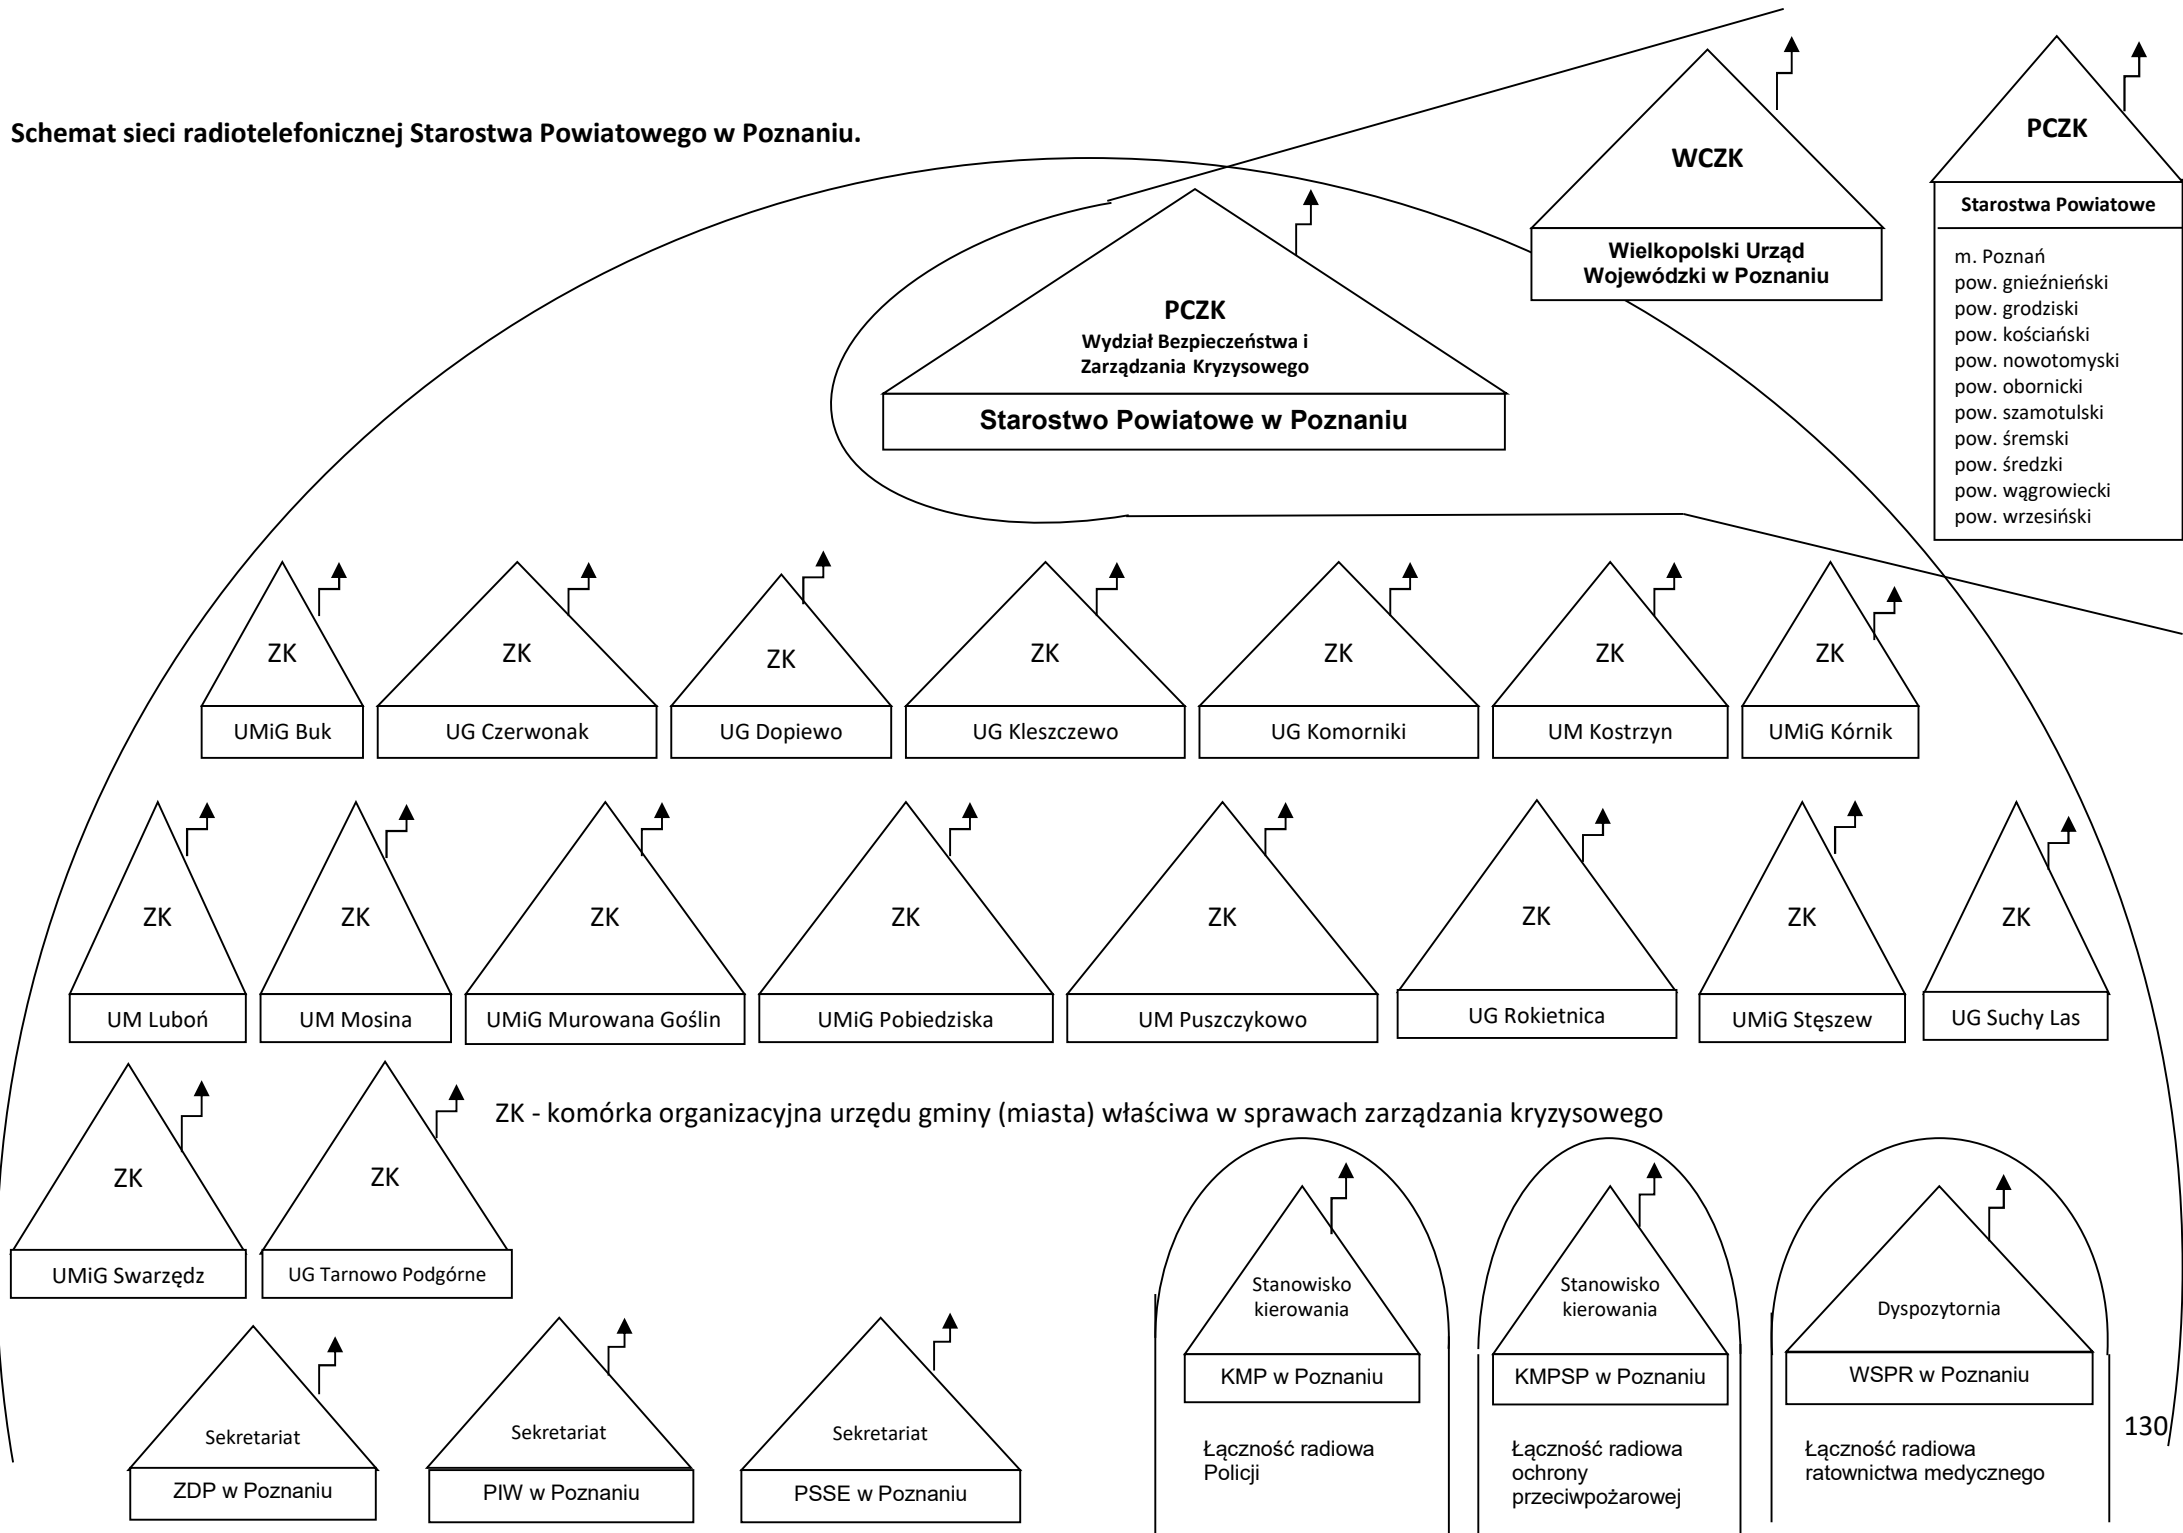 Schemat sieci radiotelefonicznej Starostwa Powiatowego w Poznaniu.
PCZK
Wydział Bezpieczeństwa i
Zarządzania Kryzysowego
Starostwo Powiatowe w Poznaniu
WCZK
Wielkopolski Urząd
Wojewódzki w Poznaniu
PCZK
Starostwa Powiatowe
m. Poznań
pow. gnieźnieński
pow. grodziski
pow. kościański
pow. nowotomyski
pow. obornicki
pow. szamotulski
pow. śremski
pow. średzki
pow. wągrowiecki
pow. wrzesiński
ZK
UMiG Buk
ZK
UG Czerwonak
ZK
UG Dopiewo
ZK
UG Kleszczewo
ZK
UG Komorniki
ZK
UM Kostrzyn
ZK
UMiG Kórnik
ZK
UM Luboń
ZK
UM Mosina
ZK
UMiG Murowana Goślin
ZK
UMiG Pobiedziska
ZK
UM Puszczykowo
ZK
UG Rokietnica
ZK
UMiG Stęszew
ZK
UG Suchy Las
ZK
UMiG Swarzędz
ZK
UG Tarnowo Podgórne
ZK - komórka organizacyjna urzędu gminy (miasta) właściwa w sprawach zarządzania kryzysowego
Sekretariat
ZDP w Poznaniu
Sekretariat
PIW w Poznaniu
Sekretariat
PSSE w Poznaniu
Stanowisko
kierowania
KMP w Poznaniu
Łączność radiowa
Policji
Stanowisko
kierowania
KMPSP w Poznaniu
Łączność radiowa
ochrony
przeciwpożarowej
Dyspozytornia
WSPR w Poznaniu
Łączność radiowa
ratownictwa medycznego
130